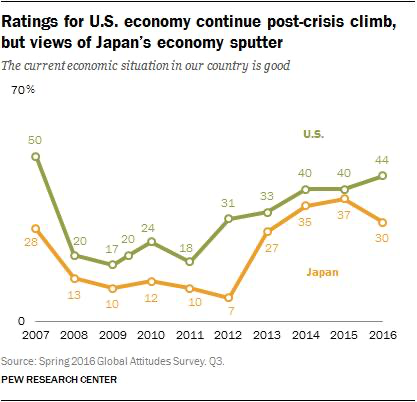 Ratings for U.S. economy continue post-crisis climb,
but views of Japan's economy sputter
The current economic situation in our country is good
70%
U.S.
50
20
17
20
24
18
31
33
40
40
44
28
13
10
12
10
7
27
35
37
30
Japan
0
2007 2008 2009 2010 2011 2012 2013 2014 2015 2016
Source: Spring 2016 Global Attitudes Survey. Q3.
PEW RESEARCH CENTER